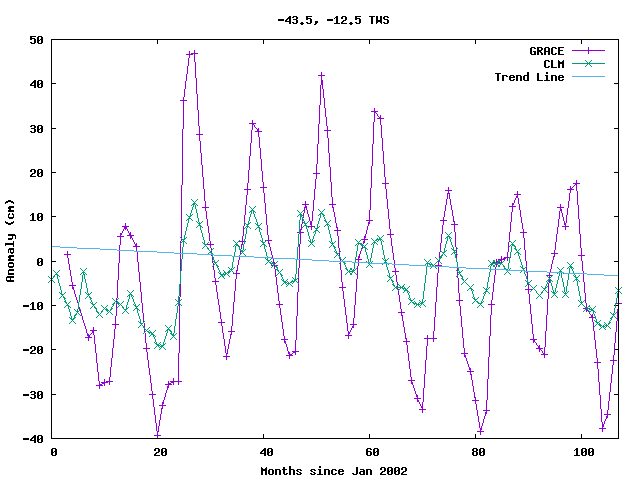 -43.5, -12.5 TWS
GRACE
CLM
Trend Line
50
40
30
20
10
0
-10
-20
-30
-40
Anomaly (cm)
0 20 40 60 80 100
Months since Jan 2002